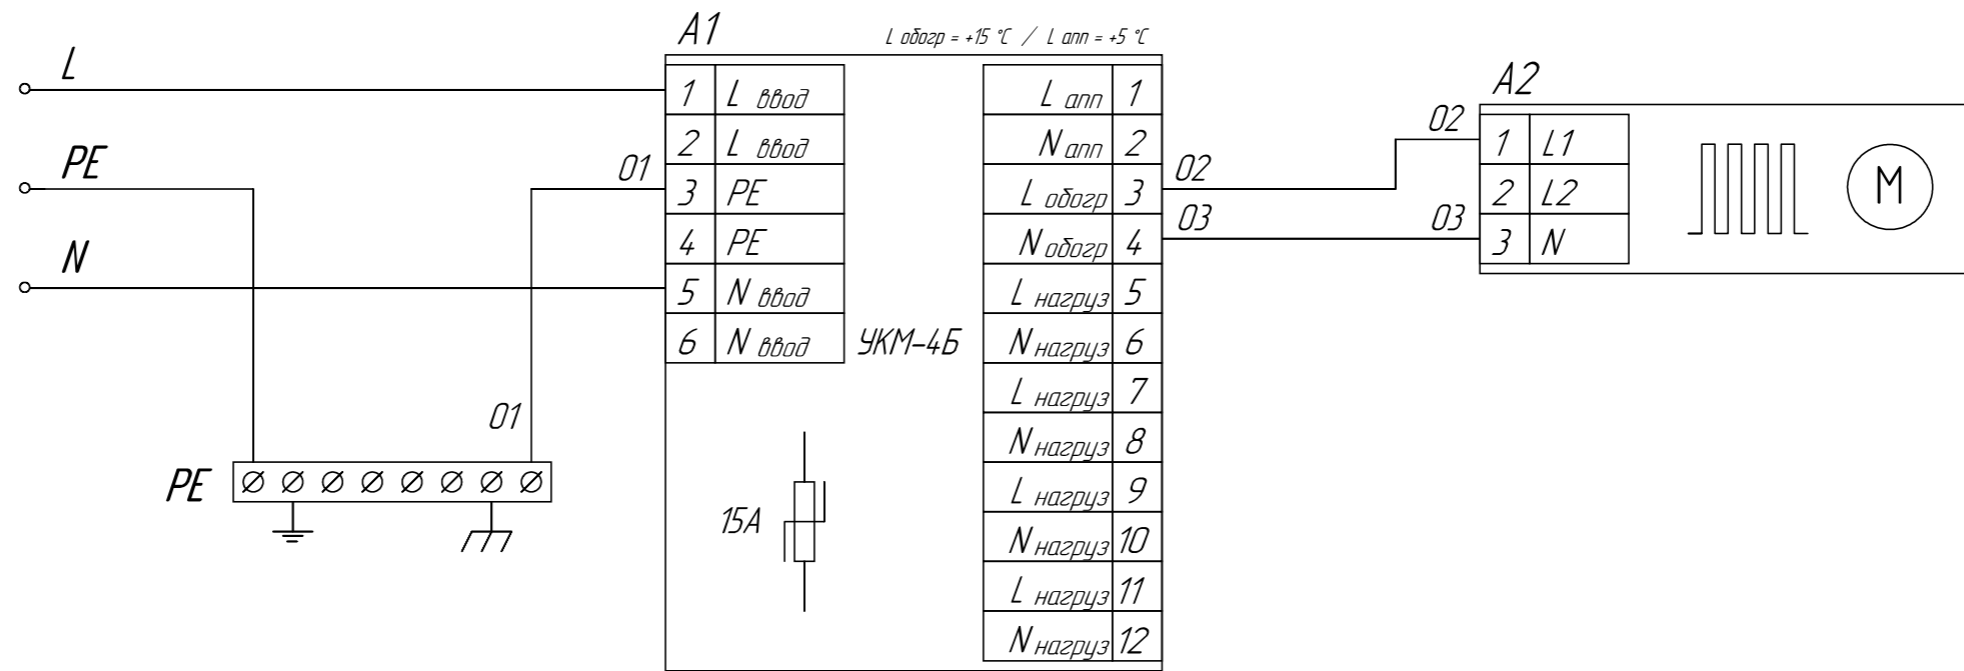 A1
L обогр = +15 °C / L апп = +5 °C
L
PE
N
1 L ввод
2 L ввод
3 PE
4 PE
5 N ввод
6 N ввод
УКМ-4Б
01
01
PE
15А
L апп 1
N апп 2
L обогр 3
N обогр 4
L нагруз 5
N нагруз 6
L нагруз 7
N нагруз 8
L нагруз 9
N нагруз 10
L нагруз 11
N нагруз 12
02
03
02
03
A2
1 L1
2 L2
3 N
M